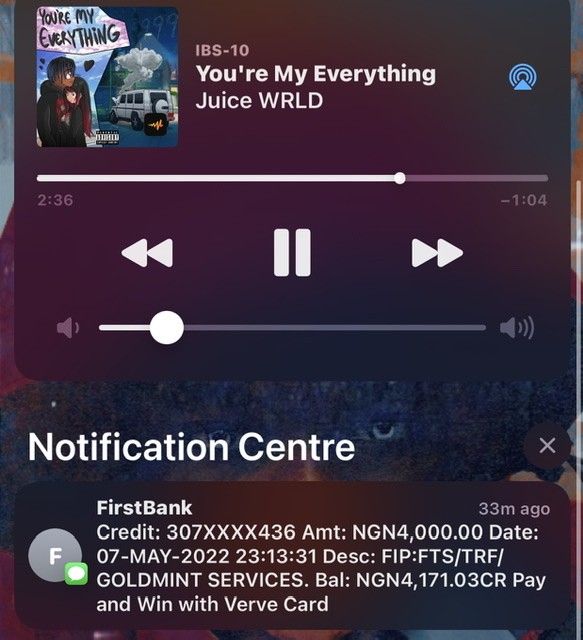 YOU'RE MY
EVERYTHING
999
IBS-10
You're My Everything
Juice WRLD
2:36
−1:04
Notification Centre
FirstBank
33m ago
F
Credit: 307XXXX436 Amt: NGN4,000.00 Date:
07-MAY-2022 23:13:31 Desc: FIP:FTS/TRF/
GOLDMINT SERVICES. Bal: NGN4,171.03CR Pay
and Win with Verve Card